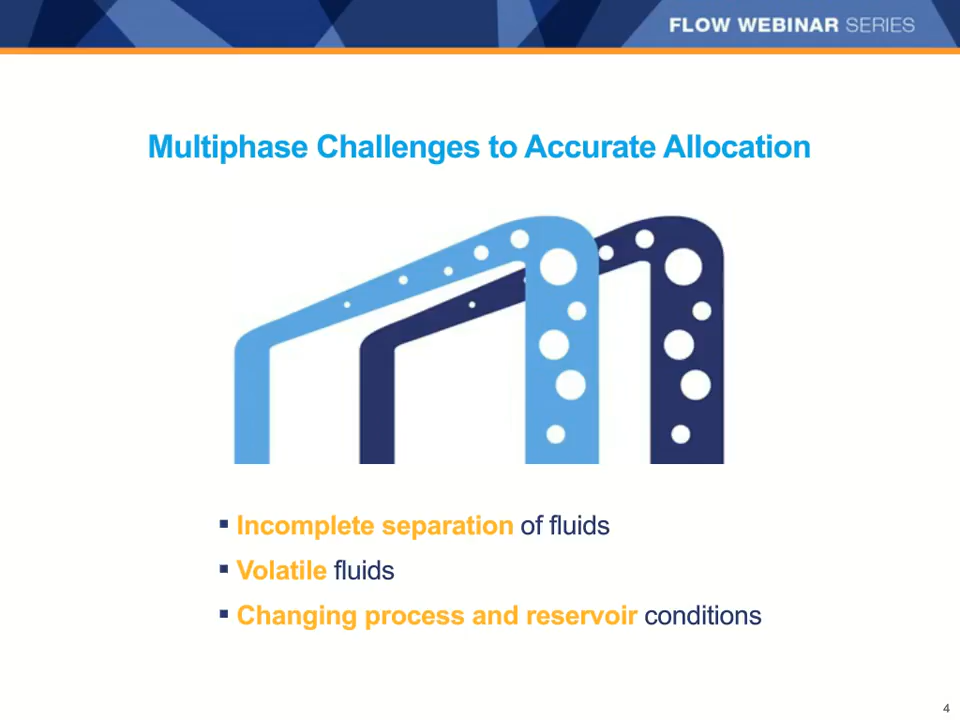 FLOW WEBINAR SERIES
Multiphase Challenges to Accurate Allocation
▪ Incomplete separation of fluids
▪ Volatile fluids
▪ Changing process and reservoir conditions
4